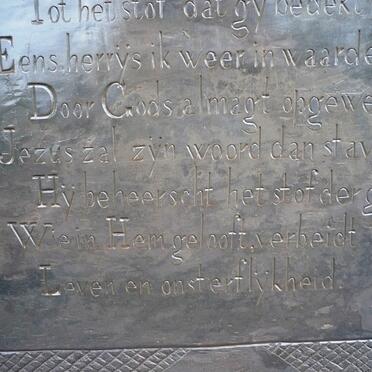 Tot het stof dat gy bedekt
Eens herrys ik weer in waarde
Door Gods almagt opgewe
Jezus zal zyn woord dan stav
Hy beheerscht het stof der g
Wie in Hem gelooft, verbeidt
Leven en onsterflykheid.